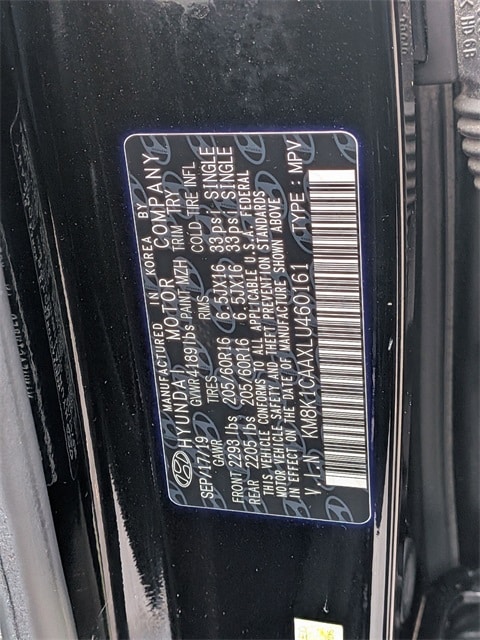 MANUFACTURED IN KOREA BY
HYUNDAI MOTOR COMPANY
SEP/17/19 GVWR 4189lbs PAINT MZH TRIM TRY
GAWR TIRES RIMS COLD TIRE INFL
FRONT 2293 lbs 205/60R16 6.5JX16 33psi SINGLE
REAR 2205 lbs 205/60R16 6.5JX16 33psi SINGLE
THIS VEHICLE CONFORMS TO ALL APPLICABLE U.S.A. FEDERAL
MOTOR VEHICLE SAFETY AND THEFT PREVENTION STANDARDS
IN EFFECT ON THE DATE OF MANUFACTURE SHOWN ABOVE
V.I.N: KM8K1CAAXLU460161 TYPE: MPV